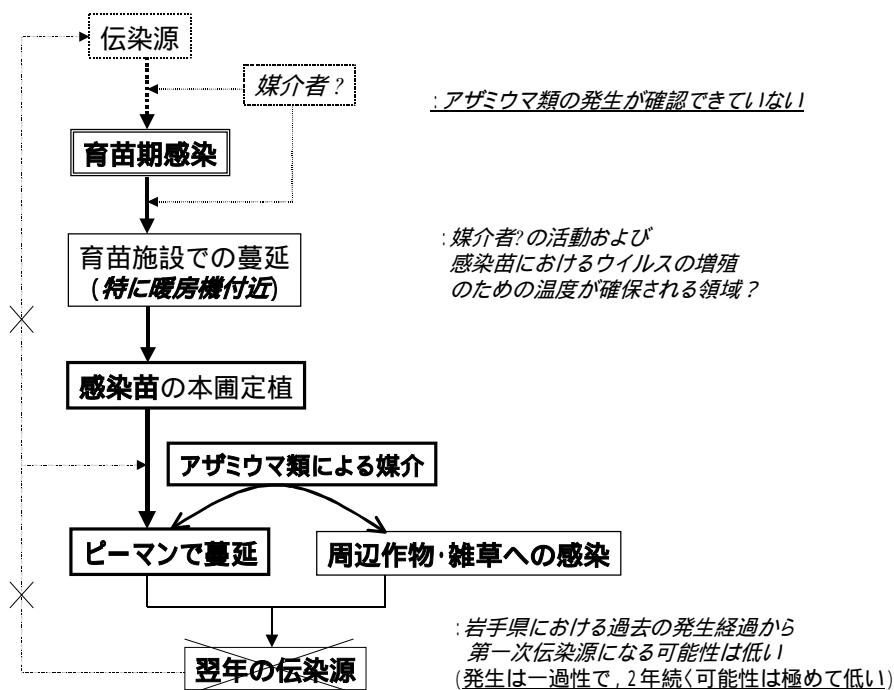 伝染源
媒介者?
:アザミウマ類の発生が確認できていない
育苗期感染
育苗施設での蔓延
(特に暖房機付近)
:媒介者?の活動および
感染苗におけるウイルスの増殖
のための温度が確保される領域?
感染苗の本圃定植
アザミウマ類による媒介
ピーマンで蔓延
周辺作物・雑草への感染
翌年の伝染源
:岩手県における過去の発生経過から
第一次伝染源になる可能性は低い
(発生は一過性で,2年続く可能性は極めて低い)